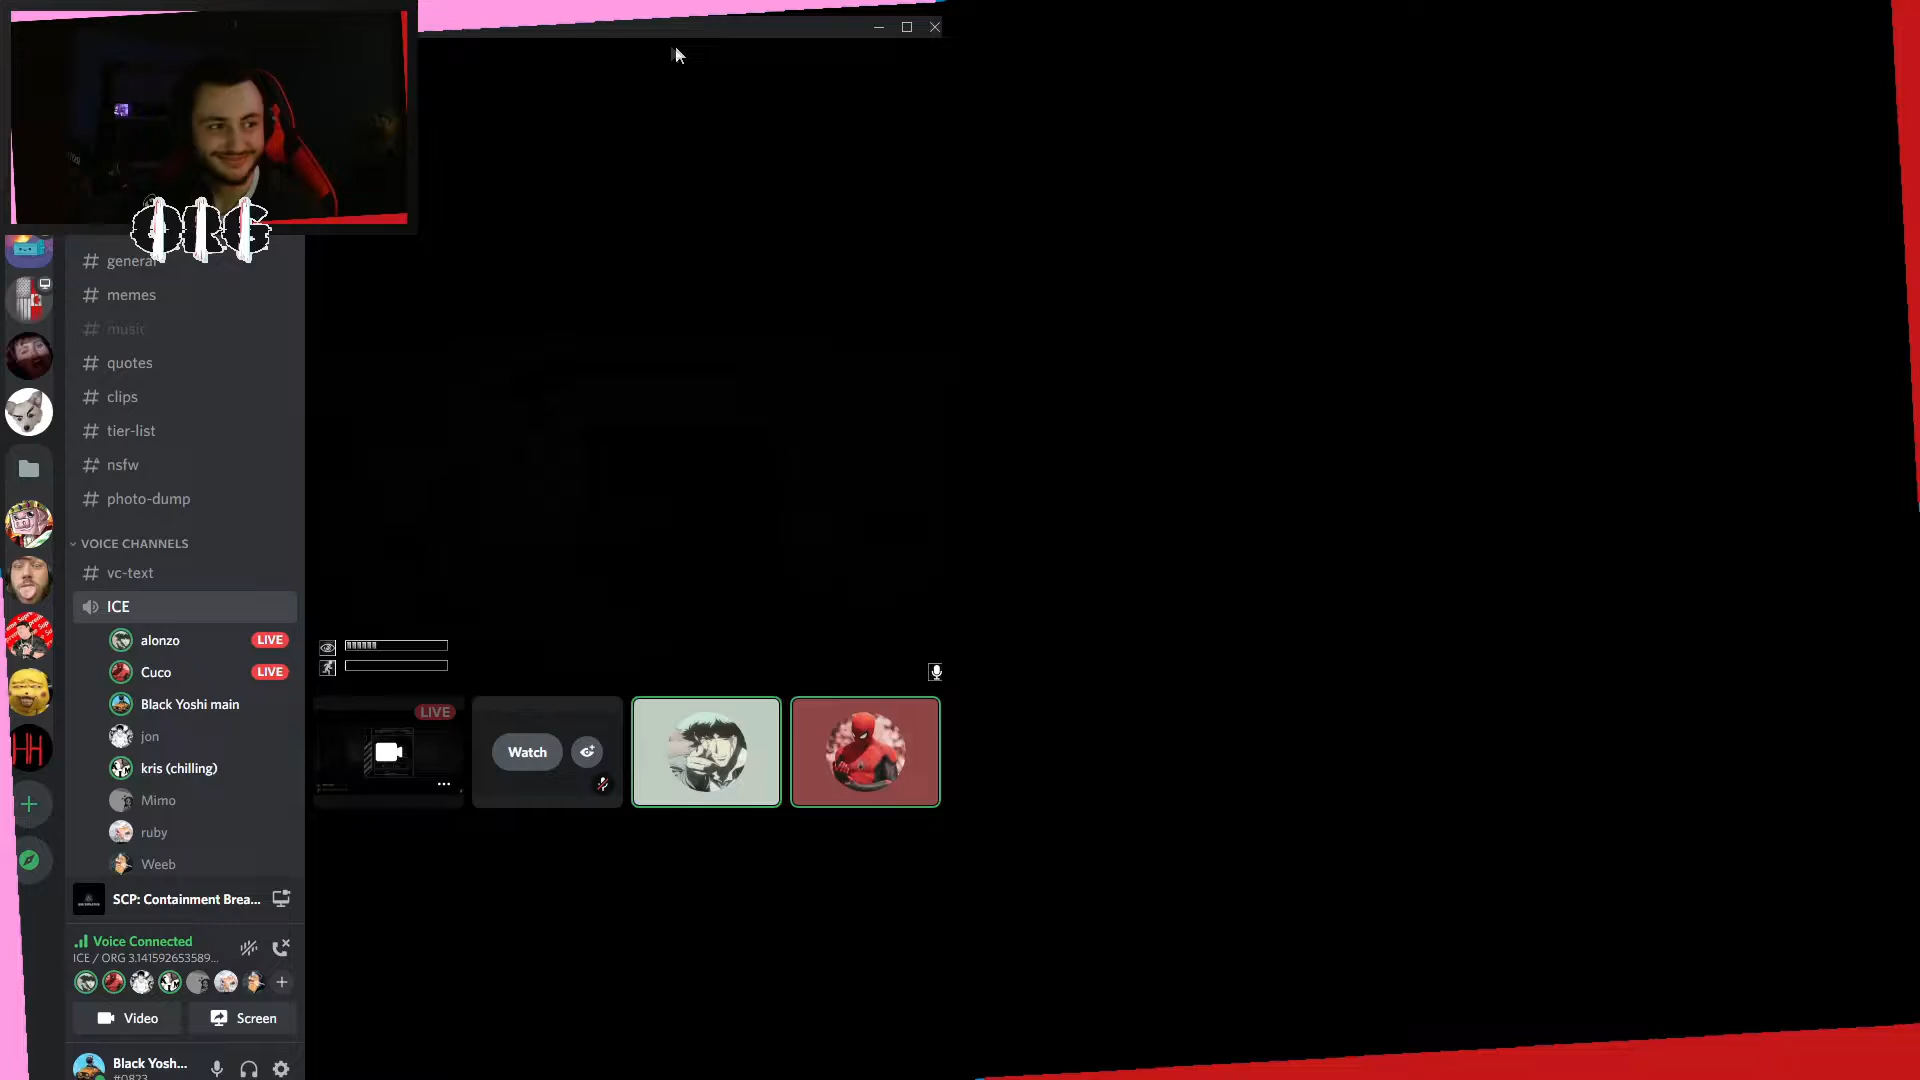 ORG
# general
# memes
# music
# quotes
# clips
# tier-list
# nsfw
# photo-dump
VOICE CHANNELS
# vc-text
ICE
alonzo LIVE
Cuco LIVE
Black Yoshi main
jon
kris (chilling)
Mimo
ruby
Weeb
SCP: Containment Brea...
Voice Connected
ICE / ORG 3.141592653589...
Video Screen
Black Yosh...
#0823
LIVE
Watch